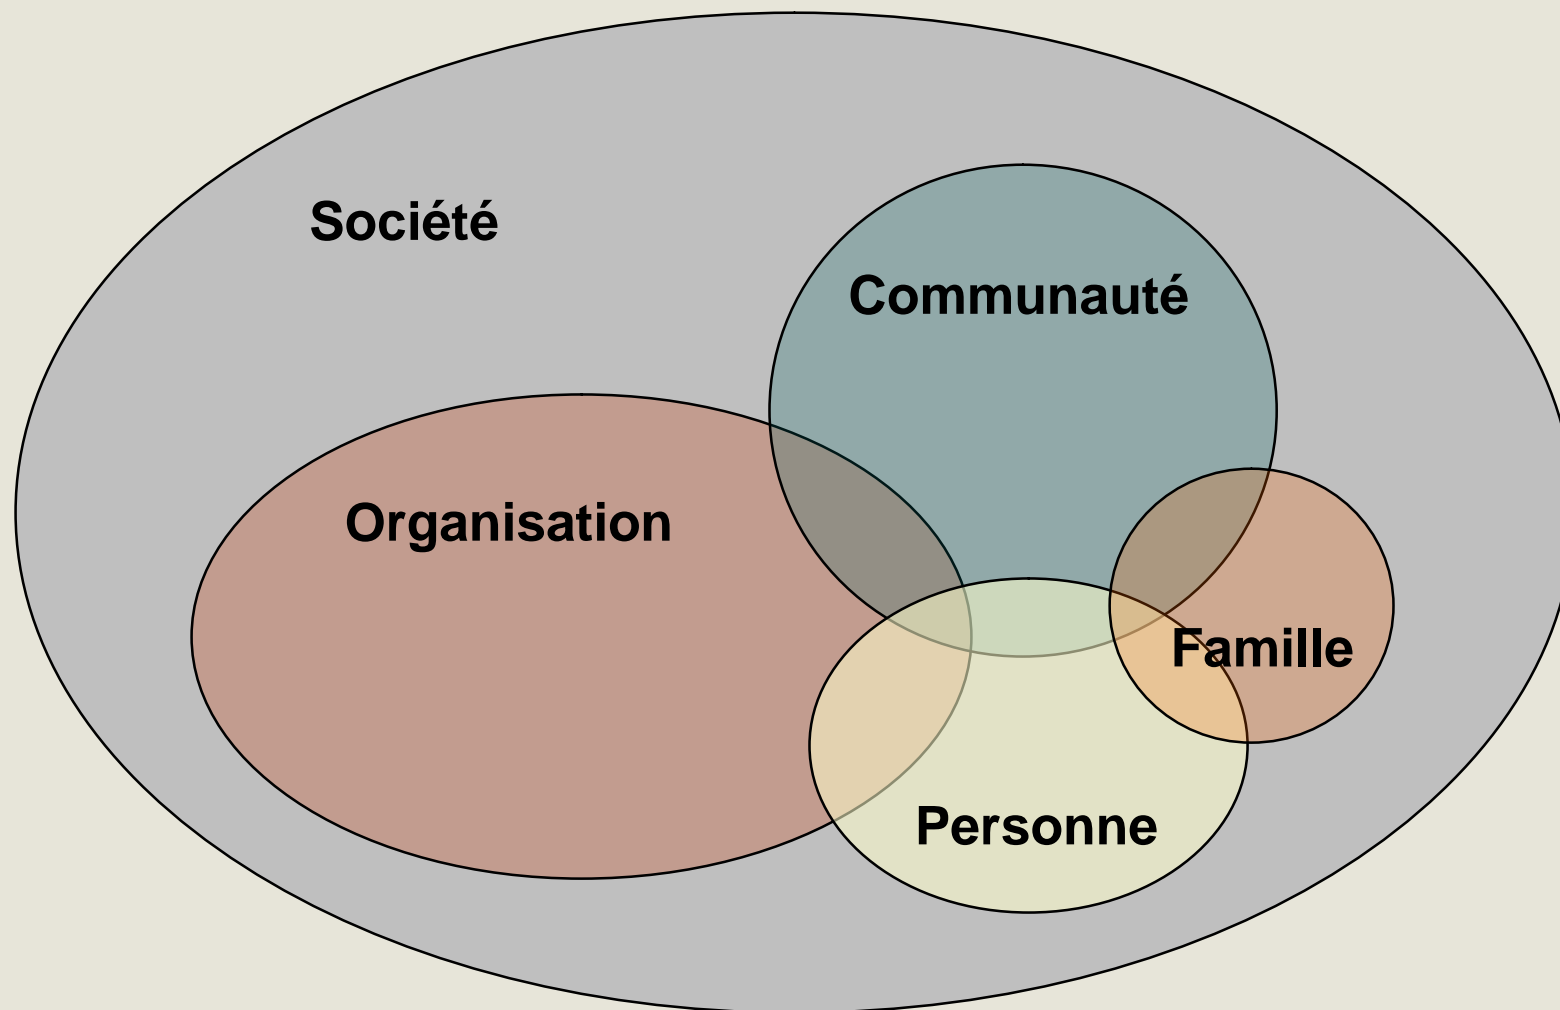 Société
Communauté
Organisation
Famille
Personne